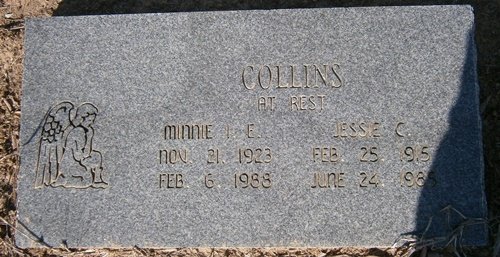 COLLINS
AT REST
MINNIE I. E. JESSIE C.
NOV. 21. 1923 FEB. 25 1915
FEB. 6. 1988 JUNE 24